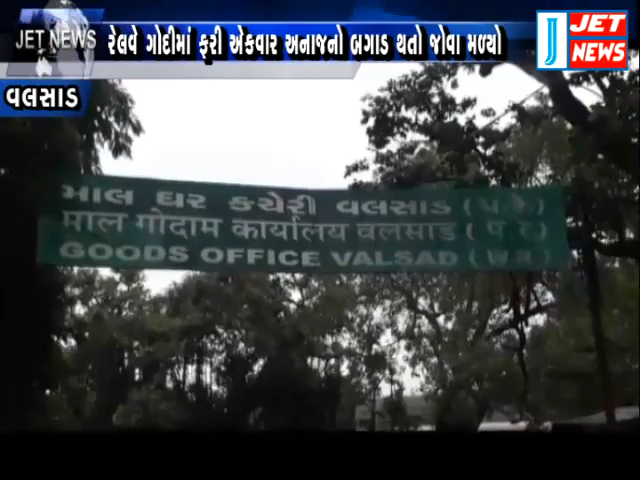 JET NEWS
રેલવે ગોદીમાં ફરી એકવાર અનાજનો બગાડ થતો જોવા મળ્યો
J JET NEWS
વલસાડ
માલ ઘર કચેરી વલસાડ (પ.રે.)
माल गोदाम कार्यालय वलसाड (प.रे.)
GOODS OFFICE VALSAD (W.R.)